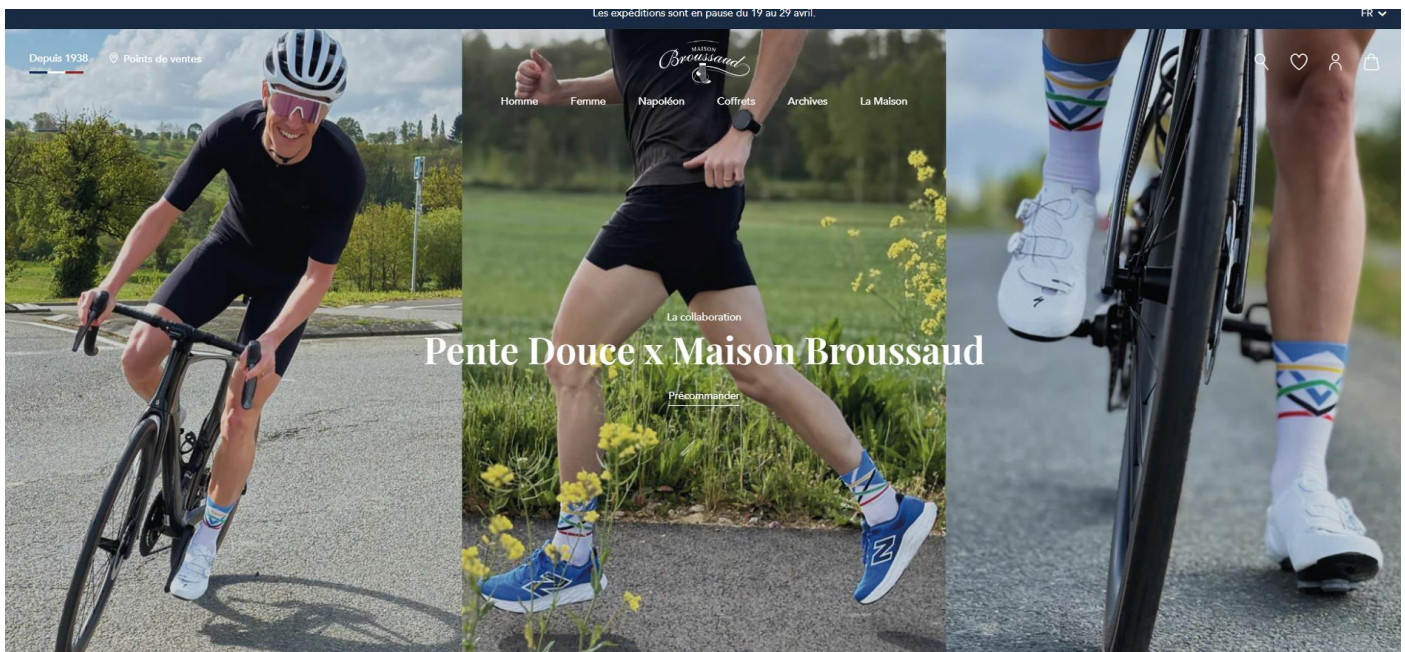 Les expéditions sont en pause du 19 au 29 avril.
FR
Depuis 1938
Points de ventes
MAISON
Broussaud
Homme
Femme
Napoléon
Coffrets
Archives
La Maison
La collaboration
Pente Douce x Maison Broussaud
Précommander
N
N